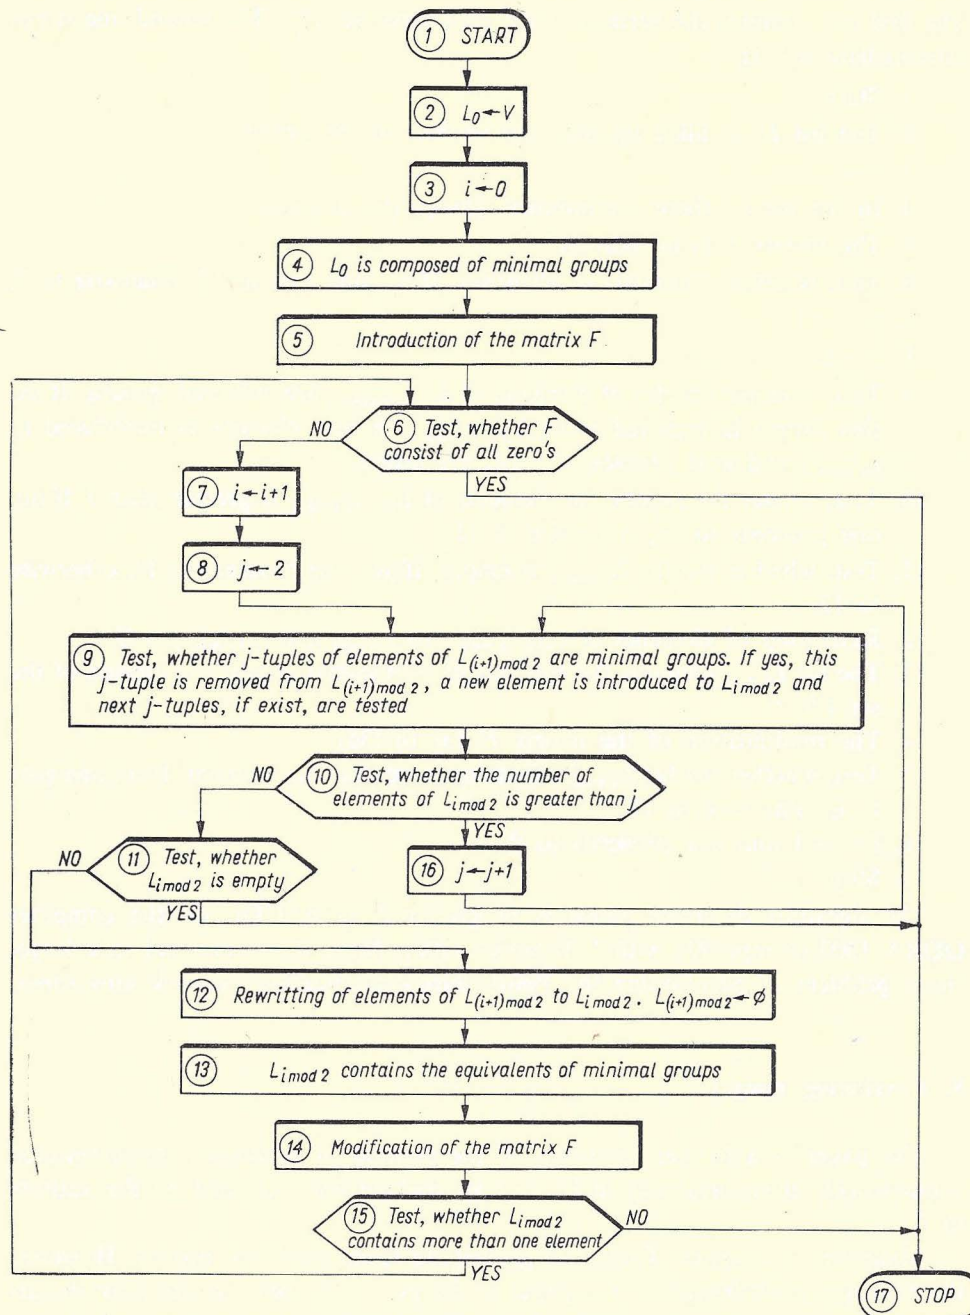 1 START
2 L₀←V
3 i←0
4 L₀ is composed of minimal groups
5 Introduction of the matrix F
6 Test, whether F
consist of all zero's
NO
YES
7 i←i+1
8 j←2
9 Test, whether j-tuples of elements of L(i+1)mod 2 are minimal groups. If yes, this
j-tuple is removed from L(i+1)mod 2, a new element is introduced to Li mod 2 and
next j-tuples, if exist, are tested
10 Test, whether the number of
elements of Li mod 2 is greater than j
NO
YES
11 Test, whether
Li mod 2 is empty
NO
YES
16 j←j+1
12 Rewritting of elements of L(i+1)mod 2 to Li mod 2. L(i+1)mod 2←ϕ
13 Li mod 2 contains the equivalents of minimal groups
14 Modification of the matrix F
15 Test, whether Li mod 2
contains more than one element
NO
YES
17 STOP